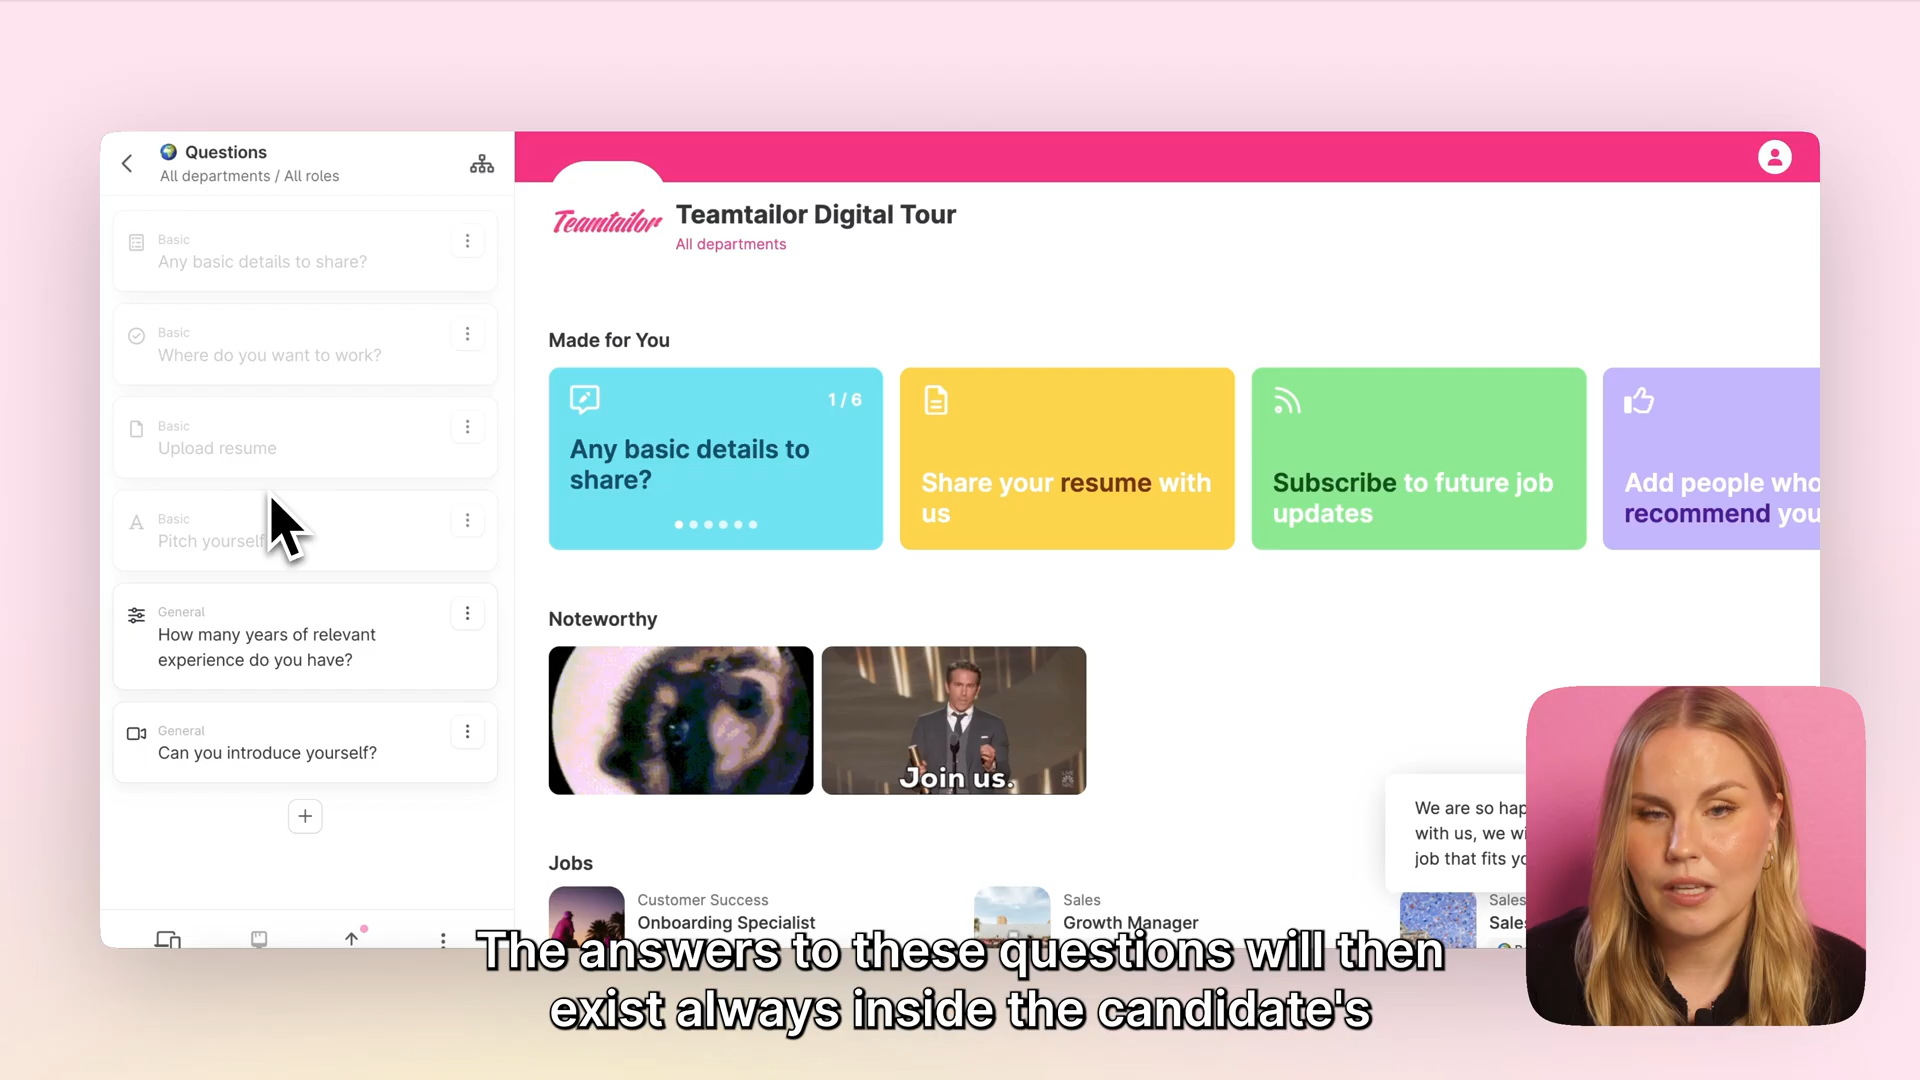 Questions
All departments / All roles
Basic
Any basic details to share?
Basic
Where do you want to work?
Basic
Upload resume
Basic
Pitch yourself
General
How many years of relevant
experience do you have?
General
Can you introduce yourself?
Teamtailor
Teamtailor Digital Tour
All departments
Made for You
1 / 6
Any basic details to
share?
Share your resume with
us
Subscribe to future job
updates
Add people who
recommend you
Noteworthy
Join us.
Jobs
Customer Success
Onboarding Specialist
Sales
Growth Manager
Sales
Sales
We are so hap
with us, we wi
job that fits yo
The answers to these questions will then
exist always inside the candidate's